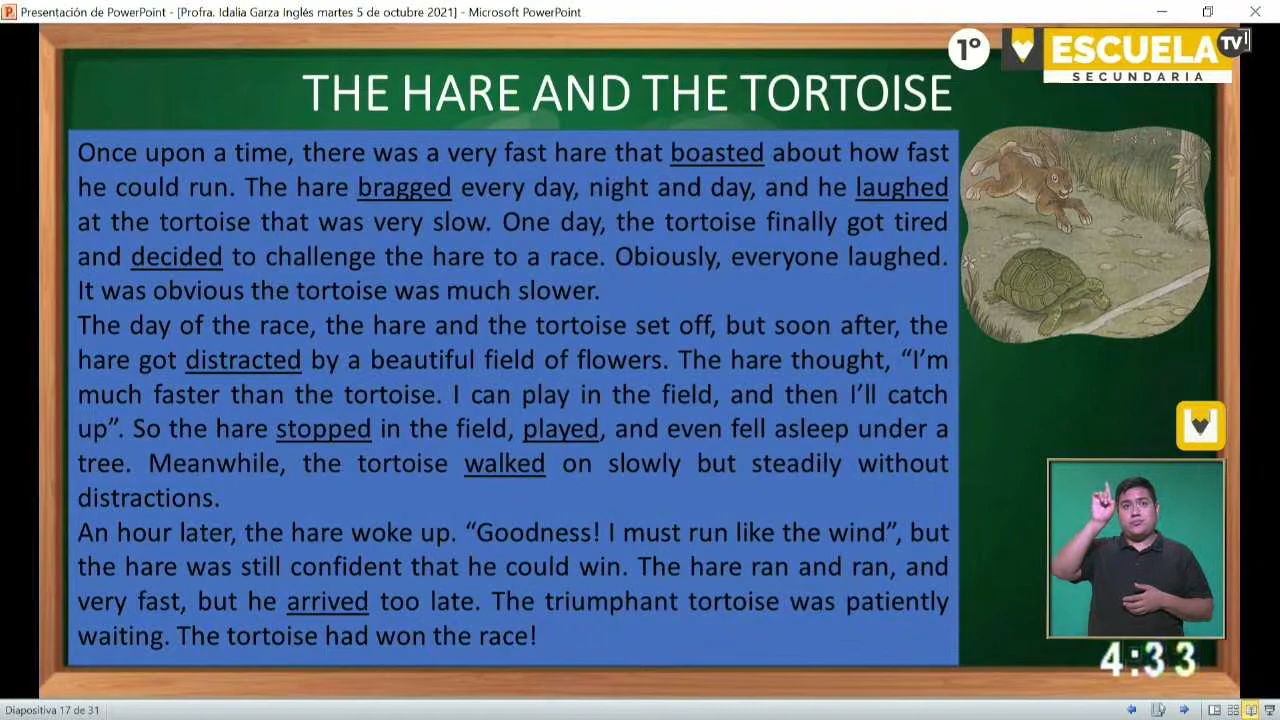 Presentación de PowerPoint - [Profra. Idalia Garza Inglés martes 5 de octubre 2021] - Microsoft PowerPoint
1°
ESCUELA TV
SECUNDARIA
THE HARE AND THE TORTOISE
Once upon a time, there was a very fast hare that boasted about how fast
he could run. The hare bragged every day, night and day, and he laughed
at the tortoise that was very slow. One day, the tortoise finally got tired
and decided to challenge the hare to a race. Obiously, everyone laughed.
It was obvious the tortoise was much slower.
The day of the race, the hare and the tortoise set off, but soon after, the
hare got distracted by a beautiful field of flowers. The hare thought, “I’m
much faster than the tortoise. I can play in the field, and then I’ll catch
up”. So the hare stopped in the field, played, and even fell asleep under a
tree. Meanwhile, the tortoise walked on slowly but steadily without
distractions.
An hour later, the hare woke up. “Goodness! I must run like the wind”, but
the hare was still confident that he could win. The hare ran and ran, and
very fast, but he arrived too late. The triumphant tortoise was patiently
waiting. The tortoise had won the race!
4:33
Diapositiva 17 de 31